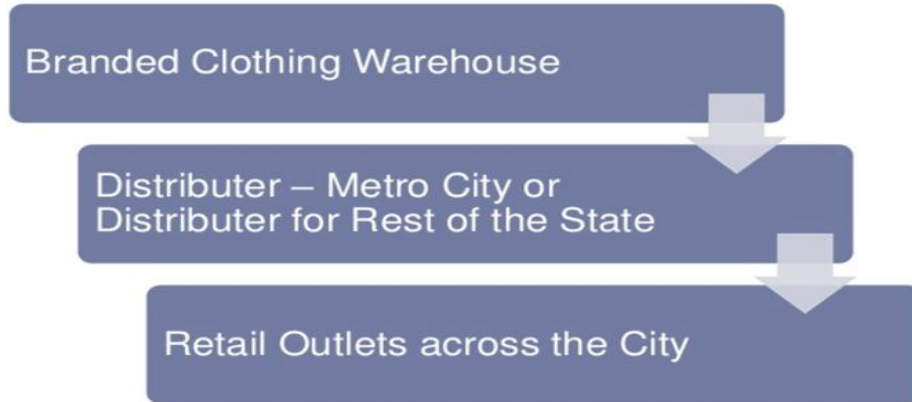 Branded Clothing Warehouse
Distributer – Metro City or
Distributer for Rest of the State
Retail Outlets across the City